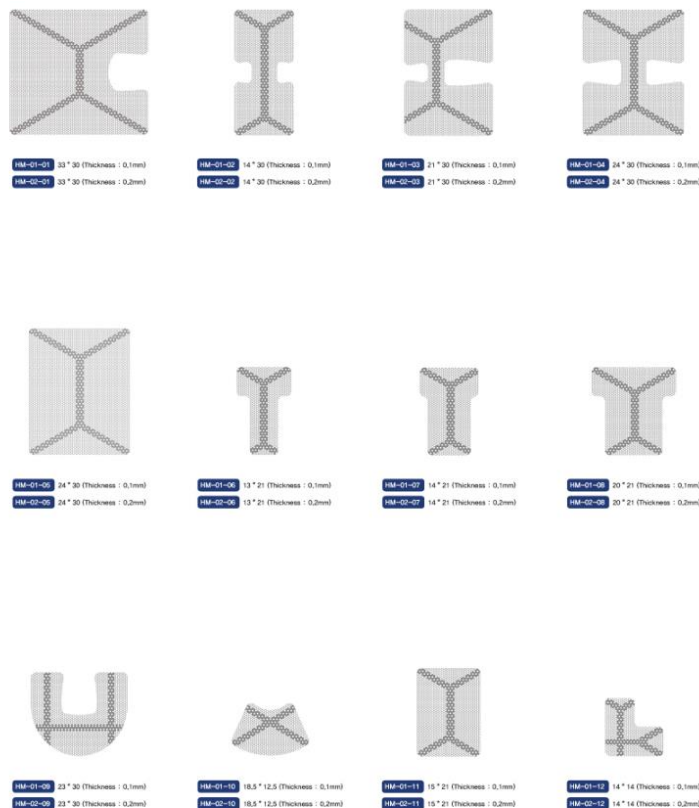 HM-01-01 33 * 30 (Thickness : 0,1mm)
HM-02-01 33 * 30 (Thickness : 0,2mm)
HM-01-02 14 * 30 (Thickness : 0,1mm)
HM-02-02 14 * 30 (Thickness : 0,2mm)
HM-01-03 21 * 30 (Thickness : 0,1mm)
HM-02-03 21 * 30 (Thickness : 0,2mm)
HM-01-04 24 * 30 (Thickness : 0,1mm)
HM-02-04 24 * 30 (Thickness : 0,2mm)
HM-01-05 24 * 30 (Thickness : 0,1mm)
HM-02-05 24 * 30 (Thickness : 0,2mm)
HM-01-06 13 * 21 (Thickness : 0,1mm)
HM-02-06 13 * 21 (Thickness : 0,2mm)
HM-01-07 14 * 21 (Thickness : 0,1mm)
HM-02-07 14 * 21 (Thickness : 0,2mm)
HM-01-08 20 * 21 (Thickness : 0,1mm)
HM-02-08 20 * 21 (Thickness : 0,2mm)
HM-01-09 23 * 30 (Thickness : 0,1mm)
HM-02-09 23 * 30 (Thickness : 0,2mm)
HM-01-10 18,5 * 12,5 (Thickness : 0,1mm)
HM-02-10 18,5 * 12,5 (Thickness : 0,2mm)
HM-01-11 15 * 21 (Thickness : 0,1mm)
HM-02-11 15 * 21 (Thickness : 0,2mm)
HM-01-12 14 * 14 (Thickness : 0,1mm)
HM-02-12 14 * 14 (Thickness : 0,2mm)